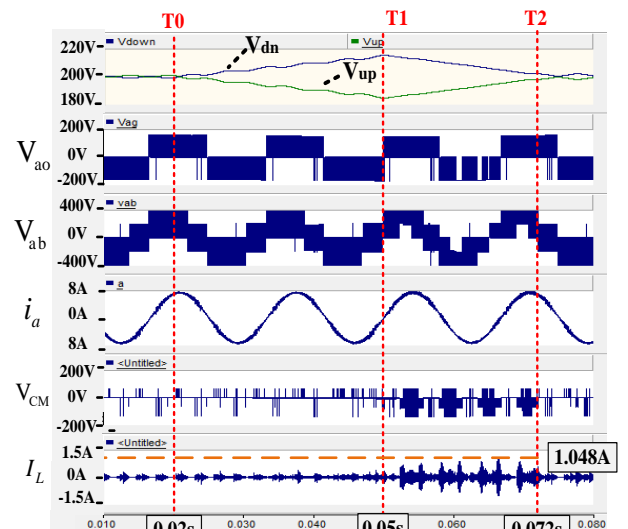 T0 T1 T2
220V Vdown Vup
Vdn
200V Vup
180V
200V Vag
Vao 0V
-200V
400V vab
Vab 0V
-400V
8A a
ia 0A
8A
<Untitled>
200V
VCM 0V
-200V
<Untitled>
1.5A 1.048A
IL 0A
-1.5A
0.010 0.02s 0.030 0.040 0.05s 0.060 0.072s 0.080